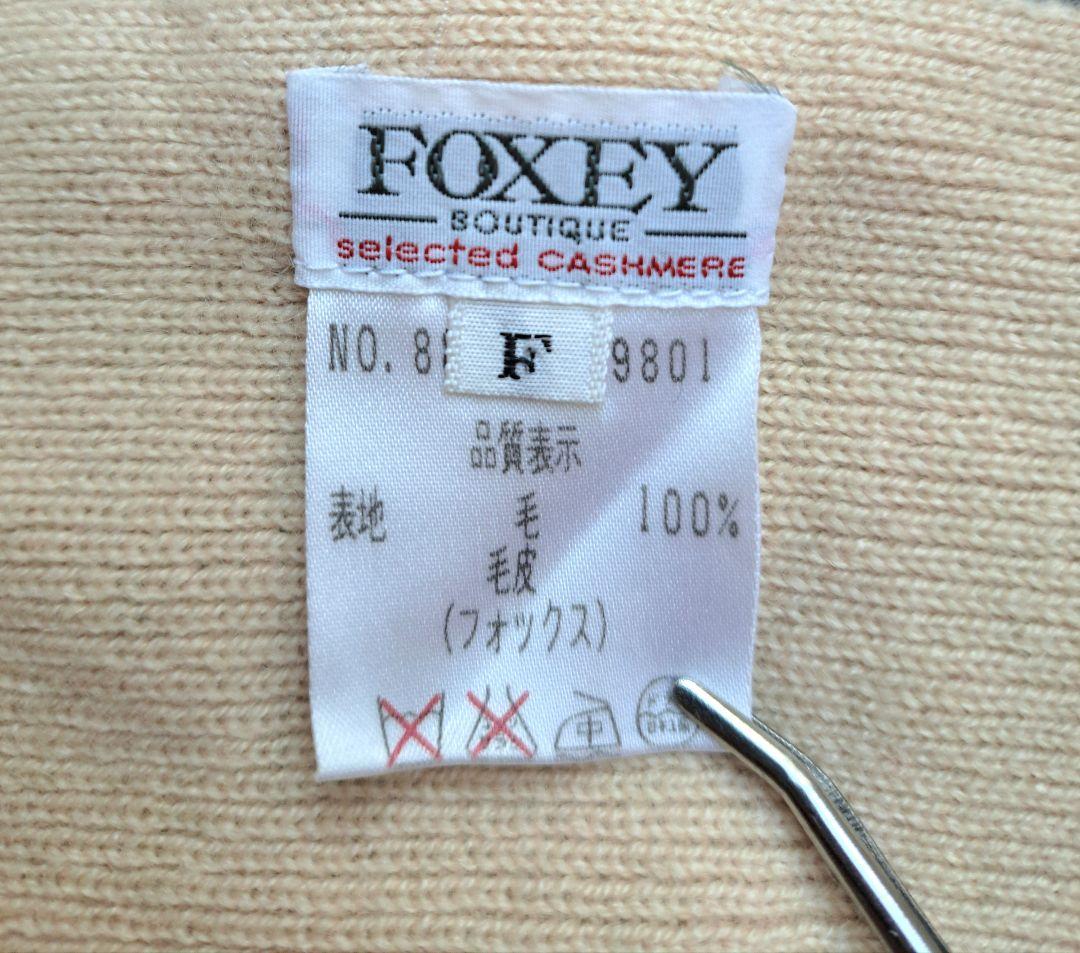 FOXEY
BOUTIQUE
selected CASHMERE
NO.8 F 9801
品質表示
表地 毛 100%
毛皮
(フォックス)
中